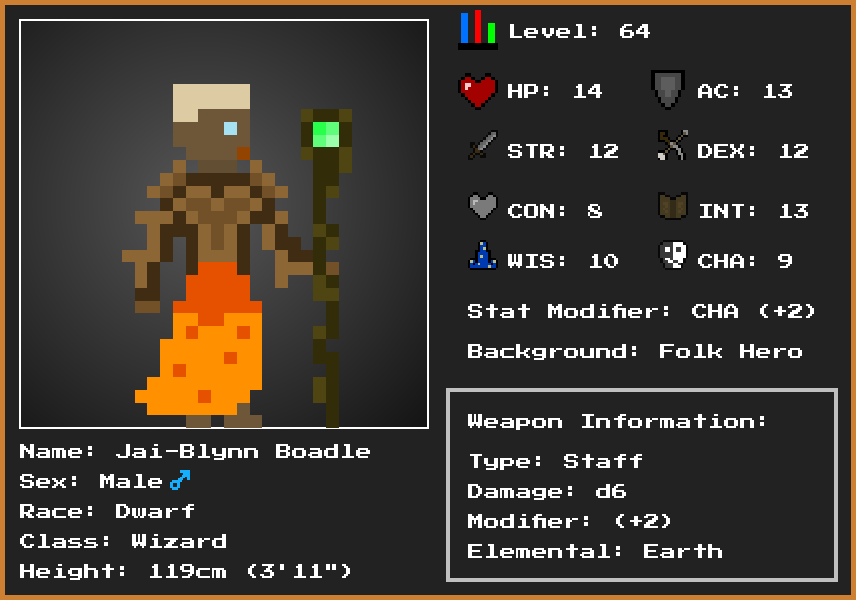 Level: 64
HP: 14
AC: 13
STR: 12
DEX: 12
CON: 8
INT: 13
WIS: 10
CHA: 9
Stat Modifier: CHA (+2)
Background: Folk Hero
Weapon Information:
Type: Staff
Damage: d6
Modifier: (+2)
Elemental: Earth
Name: Jai-Blynn Boadle
Sex: Male♂
Race: Dwarf
Class: Wizard
Height: 119cm (3'11")